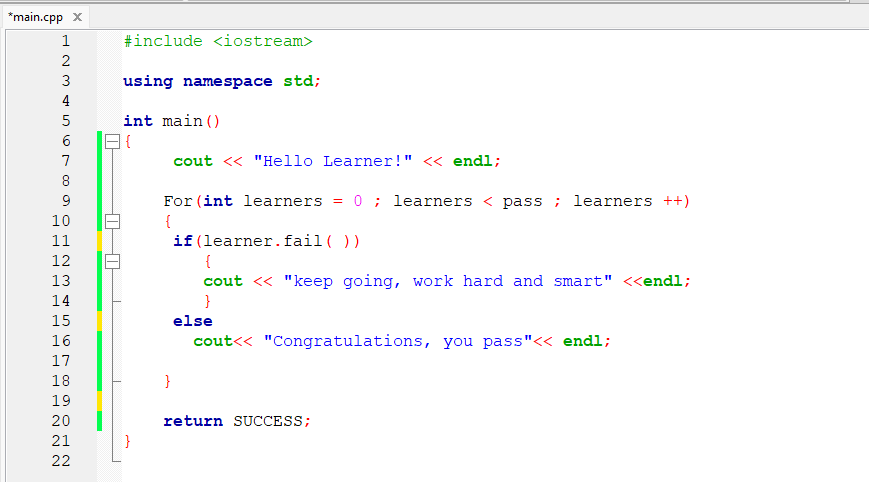 *main.cpp X
1 #include <iostream>
2
3 using namespace std;
4
5 int main()
6 {
7 cout << "Hello Learner!" << endl;
8
9 For(int learners = 0 ; learners < pass ; learners ++)
10 {
11 if(learner.fail( ))
12 {
13 cout << "keep going, work hard and smart" <<endl;
14 }
15 else
16 cout<< "Congratulations, you pass"<< endl;
17
18 }
19
20 return SUCCESS;
21 }
22